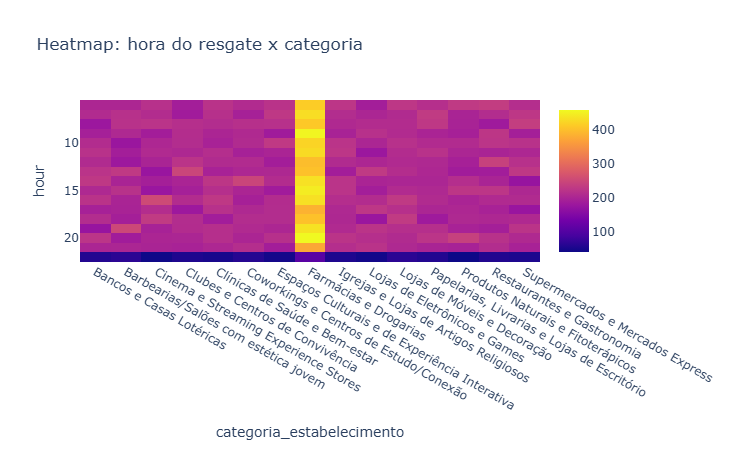 Heatmap: hora do resgate x categoria
hour
10
15
20
400
300
200
100
Bancos e Casas Lotéricas
Barbearias/Salões com estética jovem
Cinema e Streaming Experience Stores
Clubes e Centros de Convivência
Clínicas de Saúde e Bem-estar
Coworkings e Centros de Estudo/Conexão
Espaços Culturais e de Experiência Interativa
Farmácias e Drogarias
Igrejas e Lojas de Artigos Religiosos
Lojas de Eletrônicos e Games
Lojas de Móveis e Decoração
Papelarias, Livrarias e Lojas de Escritório
Produtos Naturais e Fitoterápicos
Restaurantes e Gastronomia
Supermercados e Mercados Express
categoria_estabelecimento